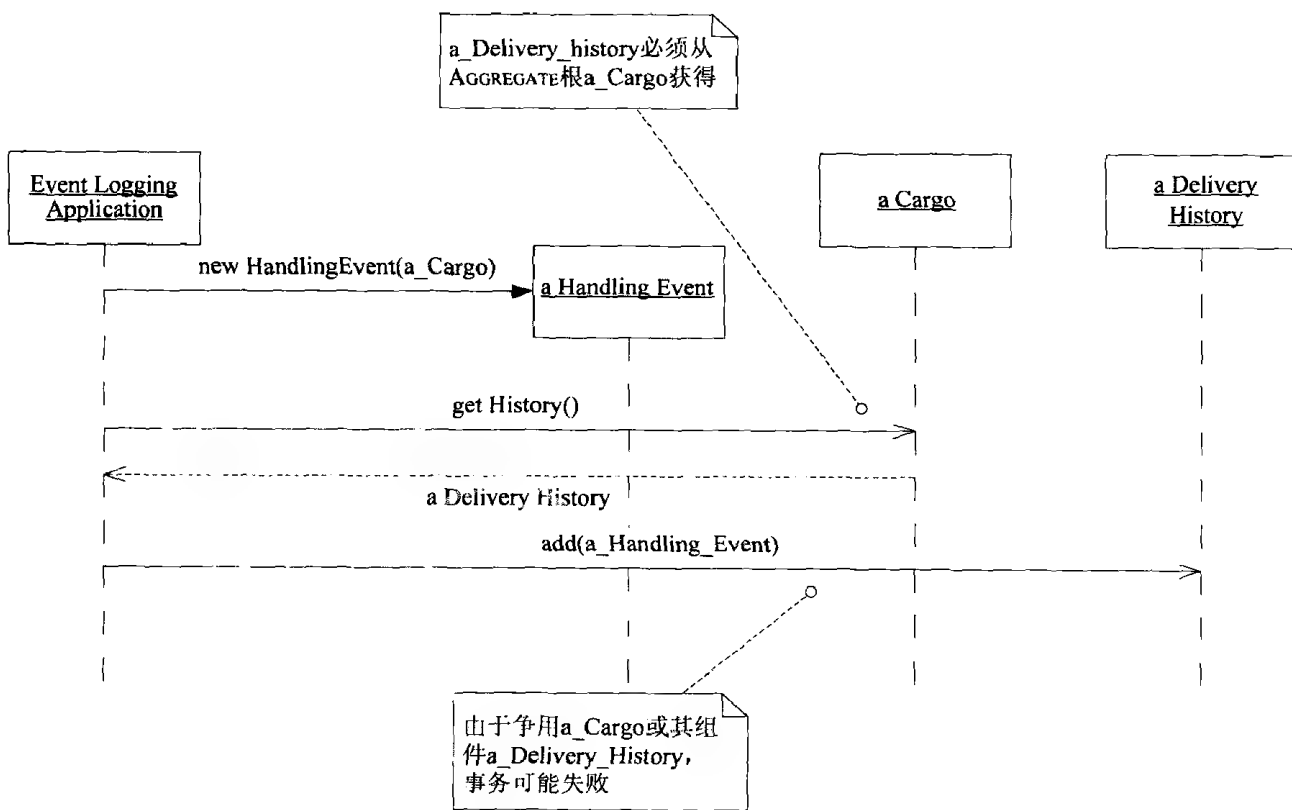 a_Delivery_history必须从
AGGREGATE根a_Cargo获得
Event Logging
Application
a Cargo
a Delivery
History
new HandlingEvent(a_Cargo)
a Handling Event
get History()
a Delivery History
add(a_Handling_Event)
由于争用a_Cargo或其组
件a_Delivery_History，
事务可能失败